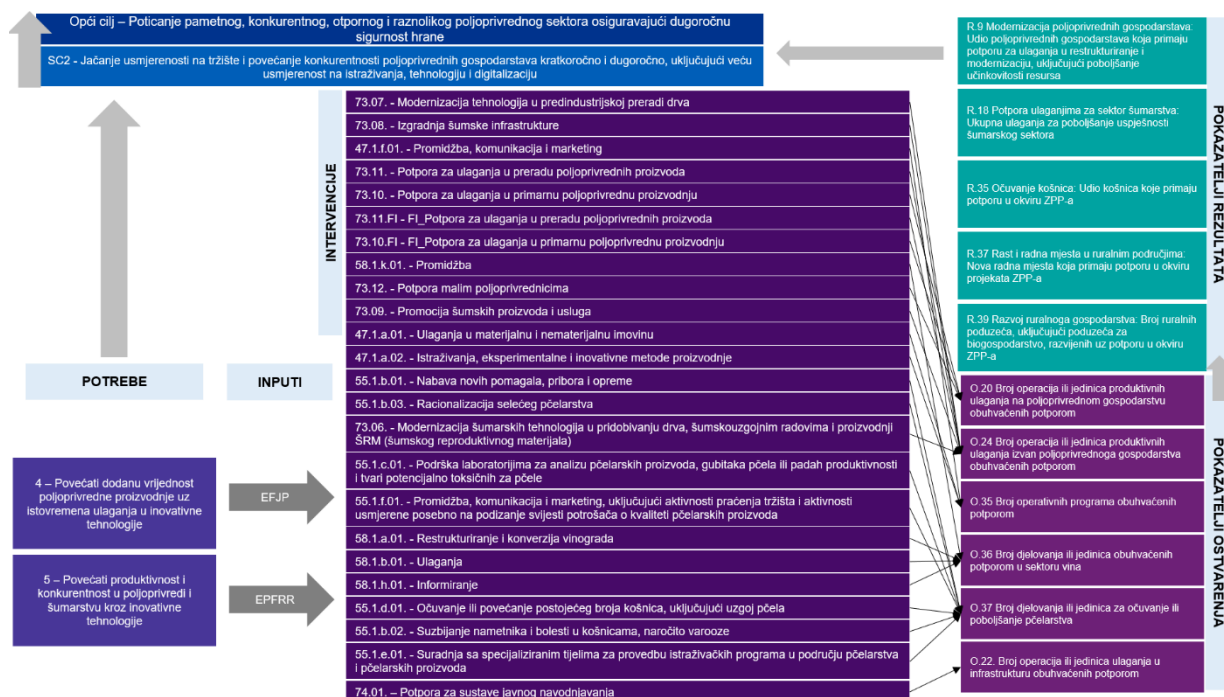 Opći cilj – Poticanje pametnog, konkurentnog, otpornog i raznolikog poljoprivrednog sektora osiguravajući dugoročnu
sigurnost hrane
SC2 - Jačanje usmjerenosti na tržište i povećanje konkurentnosti poljoprivrednih gospodarstava kratkoročno i dugoročno, uključujući veću
usmjerenost na istraživanja, tehnologiju i digitalizaciju
POTREBE
4 – Povećati dodanu vrijednost
poljoprivredne proizvodnje uz
istovremena ulaganja u inovativne
tehnologije
5 – Povećati produktivnost i
konkurentnost u poljoprivredi i
šumarstvu kroz inovativne
tehnologije
INPUTI
EFJP
EPFRR
INTERVENCIJE
73.07. - Modernizacija tehnologija u predindustrijskoj preradi drva
73.08. - Izgradnja šumske infrastrukture
47.1.f.01. - Promidžba, komunikacija i marketing
73.11. - Potpora za ulaganja u preradu poljoprivrednih proizvoda
73.10. - Potpora za ulaganja u primarnu poljoprivrednu proizvodnju
73.11.FI - FI_Potpora za ulaganja u preradu poljoprivrednih proizvoda
73.10.FI - FI_Potpora za ulaganja u primarnu poljoprivrednu proizvodnju
58.1.k.01. - Promidžba
73.12. - Potpora malim poljoprivrednicima
73.09. - Promocija šumskih proizvoda i usluga
47.1.a.01. - Ulaganja u materijalnu i nematerijalnu imovinu
47.1.a.02. - Istraživanja, eksperimentalne i inovativne metode proizvodnje
55.1.b.01. - Nabava novih pomagala, pribora i opreme
55.1.b.03. - Racionalizacija selećeg pčelarstva
73.06. - Modernizacija šumarskih tehnologija u pridobivanju drva, šumskouzgojnim radovima i proizvodnji
ŠRM (šumskog reproduktivnog materijala)
55.1.c.01. - Podrška laboratorijima za analizu pčelarskih proizvoda, gubitaka pčela ili padah produktivnosti
i tvari potencijalno toksičnih za pčele
55.1.f.01. - Promidžba, komunikacija i marketing, uključujući aktivnosti praćenja tržišta i aktivnosti
usmjerene posebno na podizanje svijesti potrošača o kvaliteti pčelarskih proizvoda
58.1.a.01. - Restrukturiranje i konverzija vinograda
58.1.b.01. - Ulaganja
58.1.h.01. - Informiranje
55.1.d.01. - Očuvanje ili povećanje postojećeg broja košnica, uključujući uzgoj pčela
55.1.b.02. - Suzbijanje nametnika i bolesti u košnicama, naročito varooze
55.1.e.01. - Suradnja sa specijaliziranim tijelima za provedbu istraživačkih programa u području pčelarstva
i pčelarskih proizvoda
74.01. – Potpora za sustave javnog navodnjavanja
R.9 Modernizacija poljoprivrednih gospodarstava:
Udio poljoprivrednih gospodarstava koja primaju
potporu za ulaganja u restrukturiranje i
modernizaciju, uključujući poboljšanje
učinkovitosti resursa
R.18 Potpora ulaganjima za sektor šumarstva:
Ukupna ulaganja za poboljšanje uspješnosti
šumarskog sektora
R.35 Očuvanje košnica: Udio košnica koje primaju
potporu u okviru ZPP-a
R.37 Rast i radna mjesta u ruralnim područjima:
Nova radna mjesta koja primaju potporu u okviru
projekata ZPP-a
R.39 Razvoj ruralnoga gospodarstva: Broj ruralnih
poduzeća, uključujući poduzeća za
biogospodarstvo, razvijenih uz potporu u okviru
ZPP-a
POKAZATELJI REZULTATA
O.20 Broj operacija ili jedinica produktivnih
ulaganja na poljoprivrednom gospodarstvu
obuhvaćenih potporom
O.24 Broj operacija ili jedinica produktivnih
ulaganja izvan poljoprivrednoga gospodarstva
obuhvaćenih potporom
O.35 Broj operativnih programa obuhvaćenih
potporom
O.36 Broj djelovanja ili jedinica obuhvaćenih
potporom u sektoru vina
O.37 Broj djelovanja ili jedinica za očuvanje ili
poboljšanje pčelarstva
O.22. Broj operacija ili jedinica ulaganja u
infrastrukturu obuhvaćenih potporom
POKAZATELJI OSTVARENJA